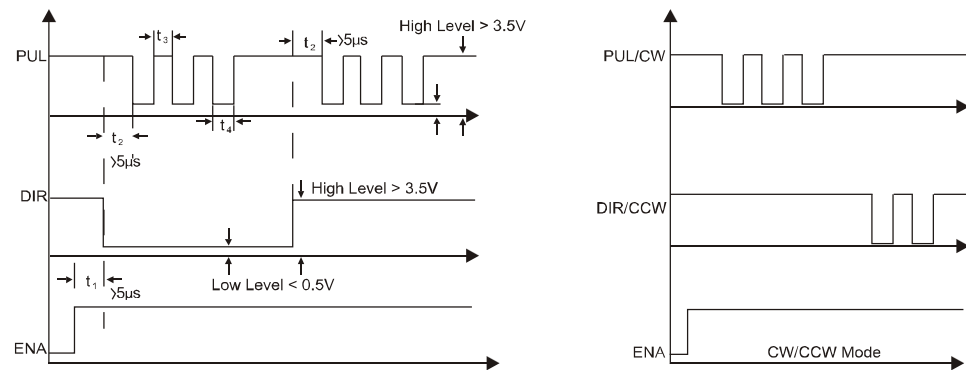 High Level > 3.5V
t3
t2
>5µs
PUL
t2
t4
>5µs
DIR
High Level > 3.5V
t1
>5µs
Low Level < 0.5V
ENA
PUL/CW
DIR/CCW
ENA
CW/CCW Mode